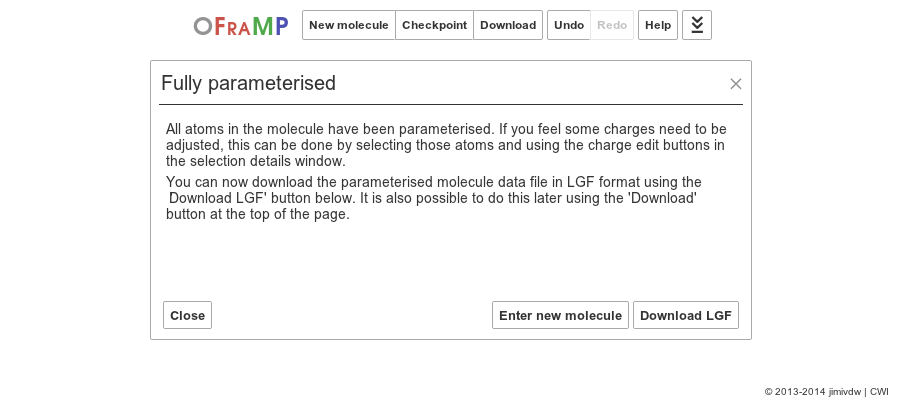 OFRAMP New molecule Checkpoint Download Undo Redo Help
Fully parameterised
All atoms in the molecule have been parameterised. If you feel some charges need to be
adjusted, this can be done by selecting those atoms and using the charge edit buttons in
the selection details window.
You can now download the parameterised molecule data file in LGF format using the
'Download LGF' button below. It is also possible to do this later using the 'Download'
button at the top of the page.
Close Enter new molecule Download LGF
© 2013-2014 jimivdw | CWI